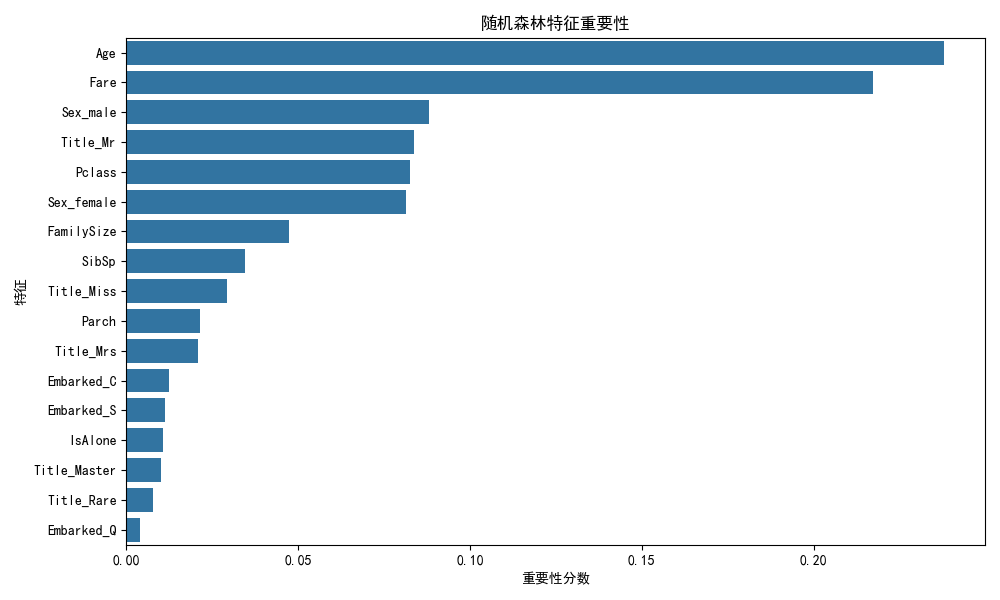 随机森林特征重要性
Age
Fare
Sex_male
Title_Mr
Pclass
Sex_female
FamilySize
SibSp
Title_Miss
Parch
Title_Mrs
Embarked_C
Embarked_S
IsAlone
Title_Master
Title_Rare
Embarked_Q
特征
0.00 0.05 0.10 0.15 0.20
重要性分数